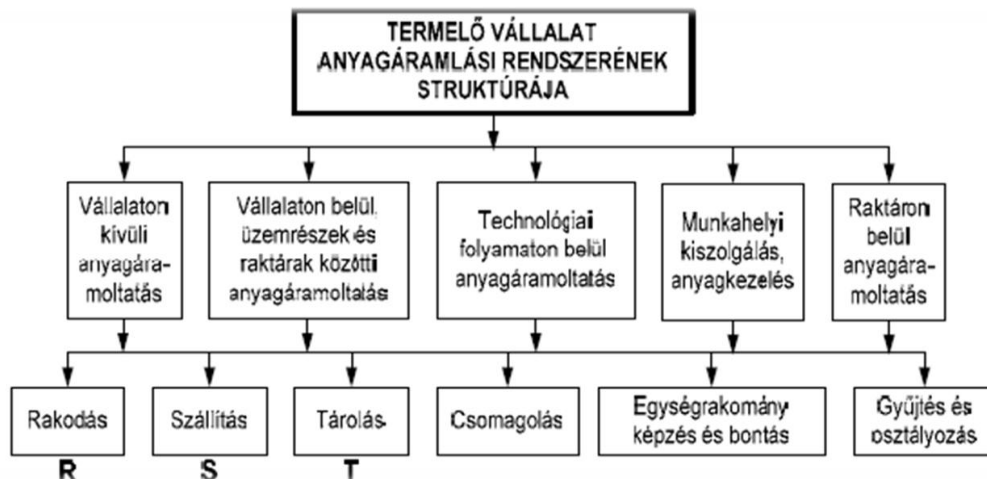 TERMELŐ VÁLLALAT
ANYAGÁRAMLÁSI RENDSZERÉNEK
STRUKTÚRÁJA
Vállalaton
kívüli
anyagára-
moltatás
Vállalaton belül,
üzemrészek és
raktárak közötti
anyagáramoltatás
Technológiai
folyamaton belül
anyagáramoltatás
Munkahelyi
kiszolgálás,
anyagkezelés
Raktáron
belül
anyagára-
moltatás
Rakodás
Szállítás
Tárolás
Csomagolás
Egységrakomány
képzés és bontás
Gyűjtés és
osztályozás
R
S
T